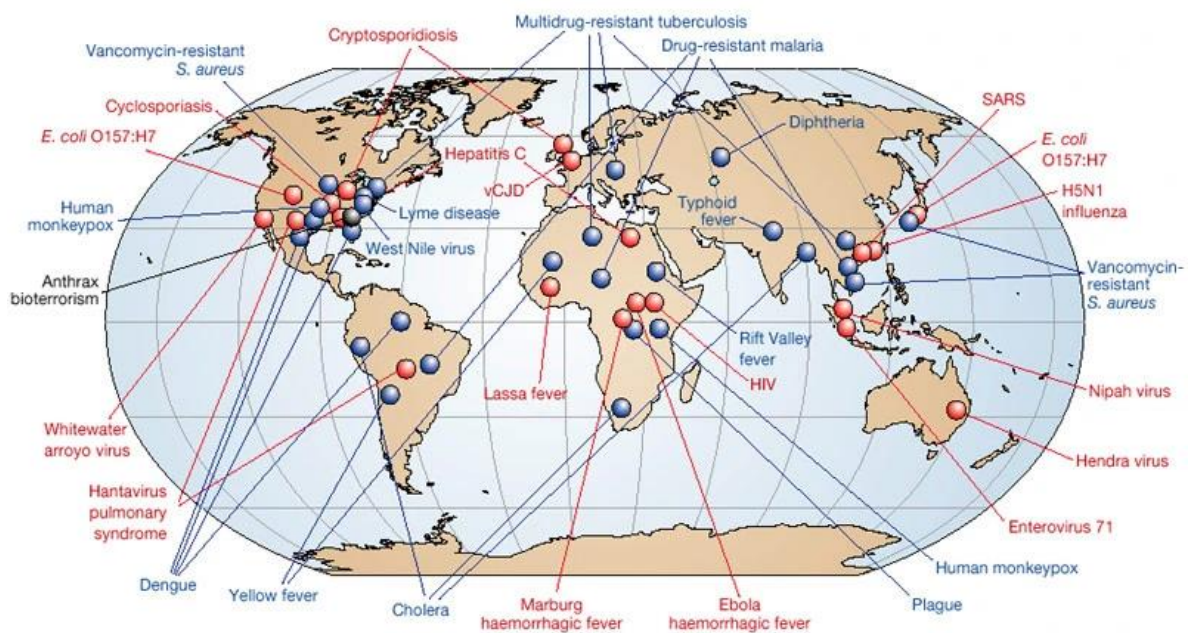 Multidrug-resistant tuberculosis
Cryptosporidiosis
Drug-resistant malaria
Vancomycin-resistant
S. aureus
Cyclosporiasis
SARS
E. coli O157:H7
Diphtheria
E. coli
O157:H7
Hepatitis C
vCJD
H5N1
influenza
Human
monkeypox
Lyme disease
Typhoid
fever
West Nile virus
Anthrax
bioterrorism
Vancomycin-
resistant
S. aureus
Rift Valley
fever
HIV
Lassa fever
Nipah virus
Whitewater
arroyo virus
Hendra virus
Hantavirus
pulmonary
syndrome
Enterovirus 71
Dengue
Yellow fever
Cholera
Marburg
haemorrhagic fever
Ebola
haemorrhagic fever
Human monkeypox
Plague